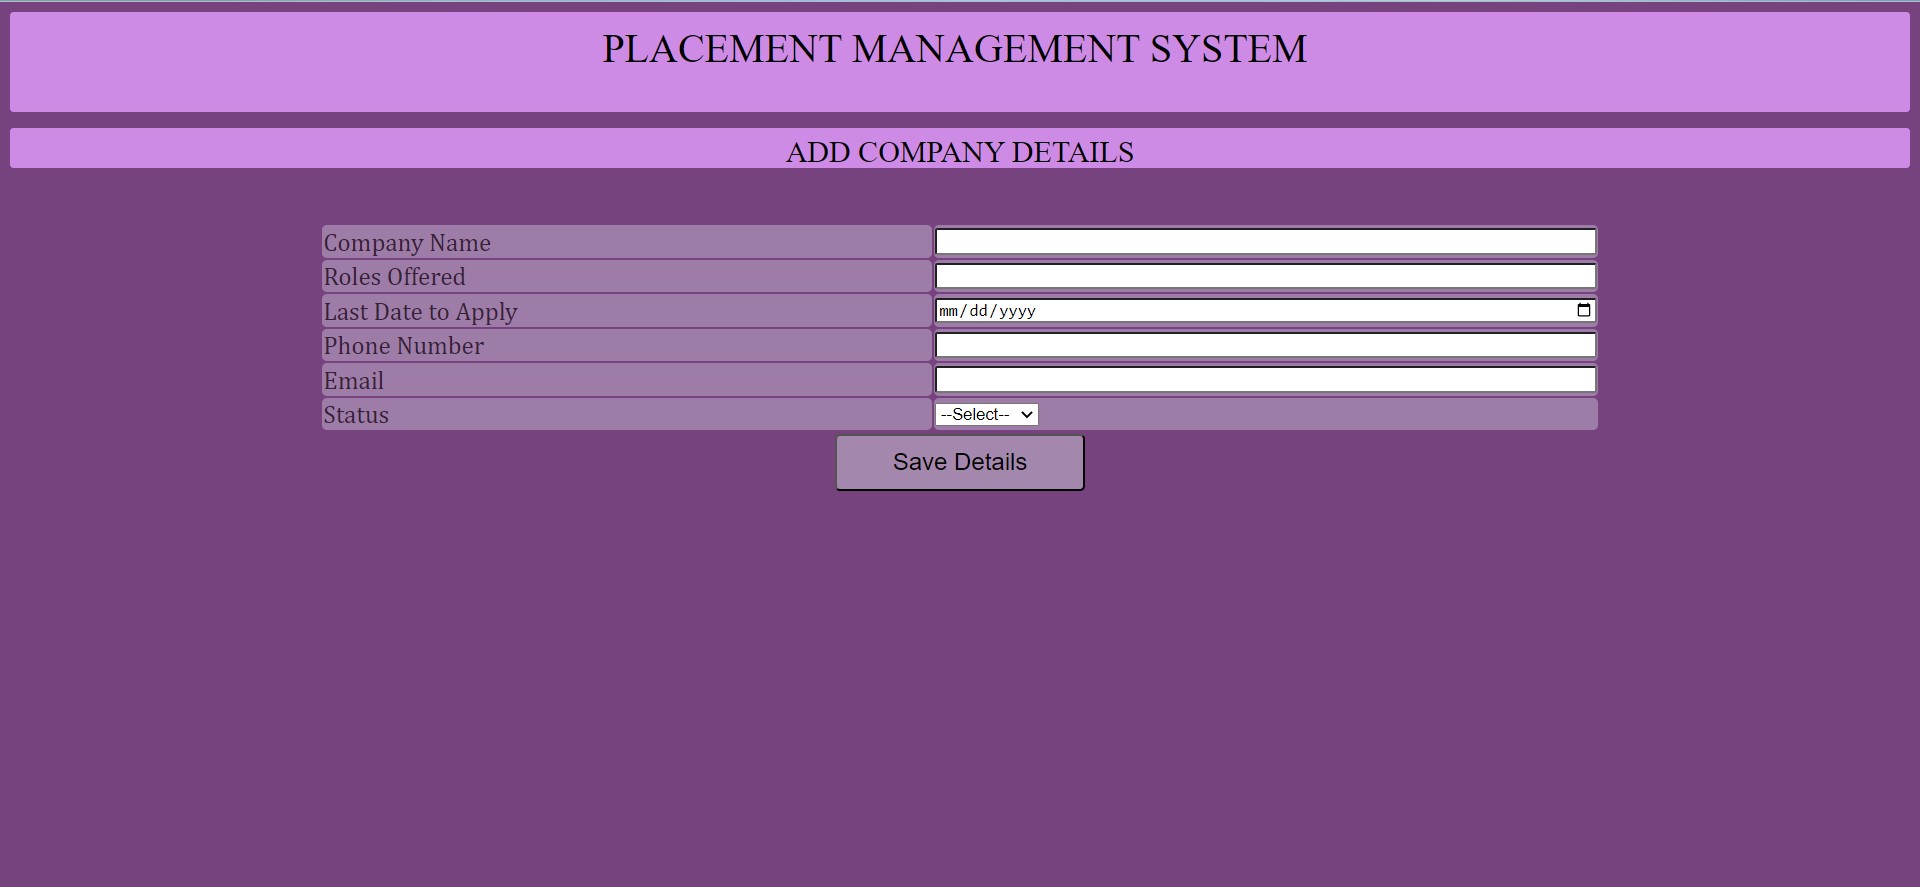 PLACEMENT MANAGEMENT SYSTEM
ADD COMPANY DETAILS
Company Name
Roles Offered
Last Date to Apply mm/dd/yyyy
Phone Number
Email
Status --Select--
Save Details